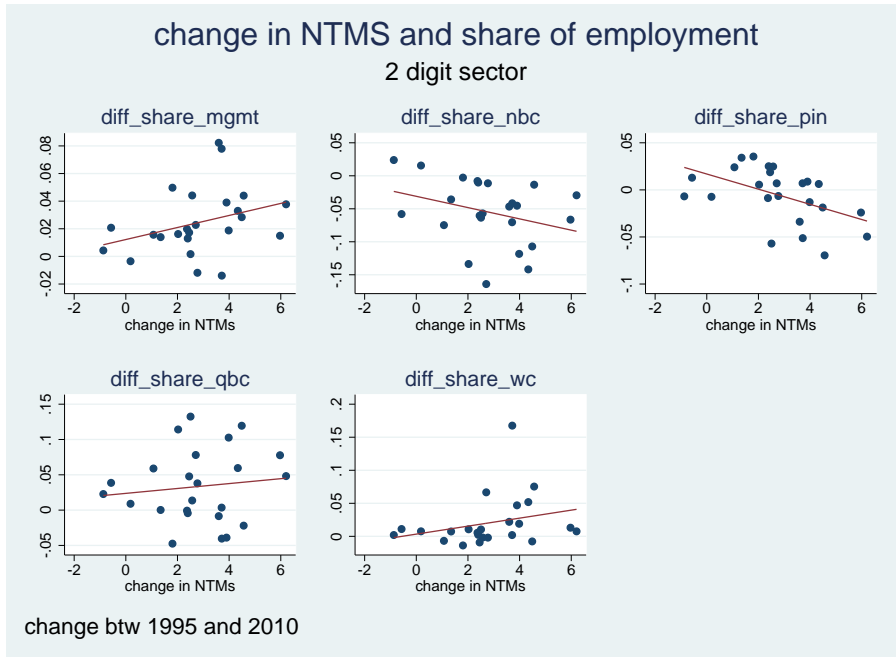 change in NTMS and share of employment
2 digit sector
diff_share_mgmt
.08
.06
.04
.02
0
-.02
-2 0 2 4 6
change in NTMs
diff_share_nbc
.05
0
-.05
-.1
-.15
-2 0 2 4 6
change in NTMs
diff_share_pin
.05
0
-.05
-.1
-2 0 2 4 6
change in NTMs
diff_share_qbc
.15
.1
.05
0
-.05
-2 0 2 4 6
change in NTMs
diff_share_wc
.2
.15
.1
.05
0
-2 0 2 4 6
change in NTMs
change btw 1995 and 2010